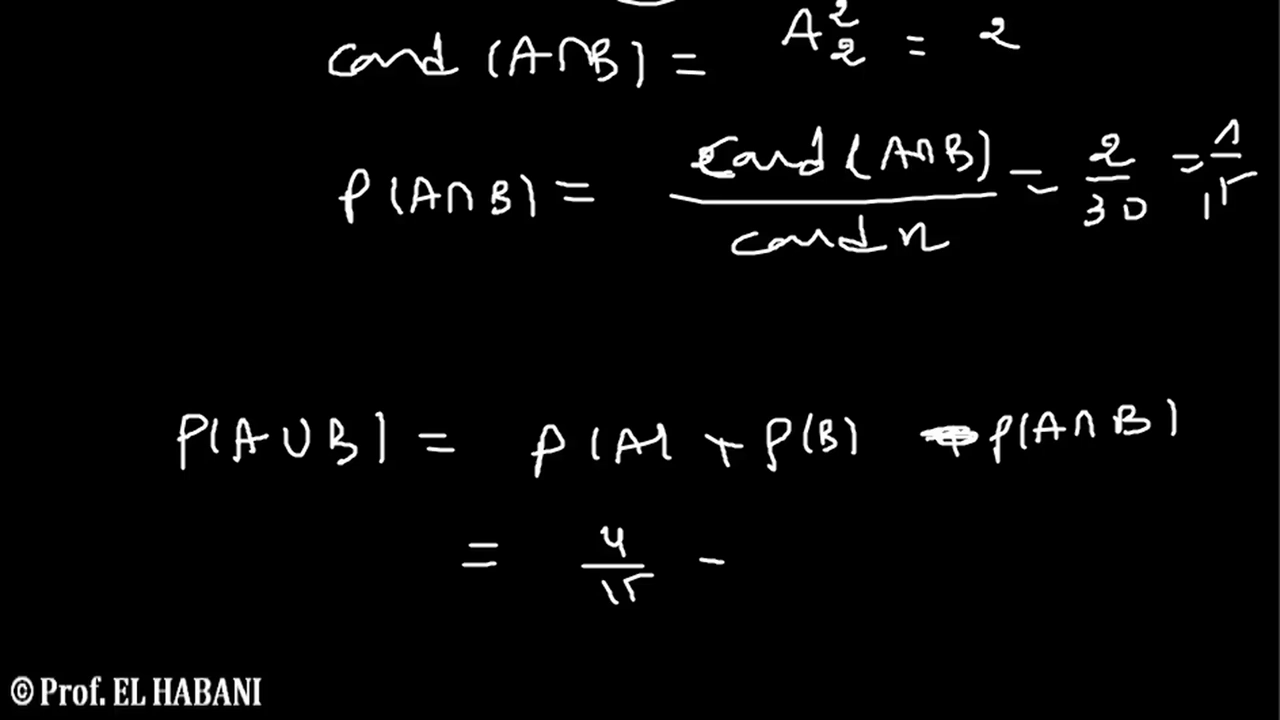 card (A∩B) = A₂² = 2
P(A∩B) = card(A∩B) / card Ω = 2/30 = 1/15
P(A∪B) = P(A) + P(B) - P(A∩B)
= 4/15 -
© Prof. EL HABANI